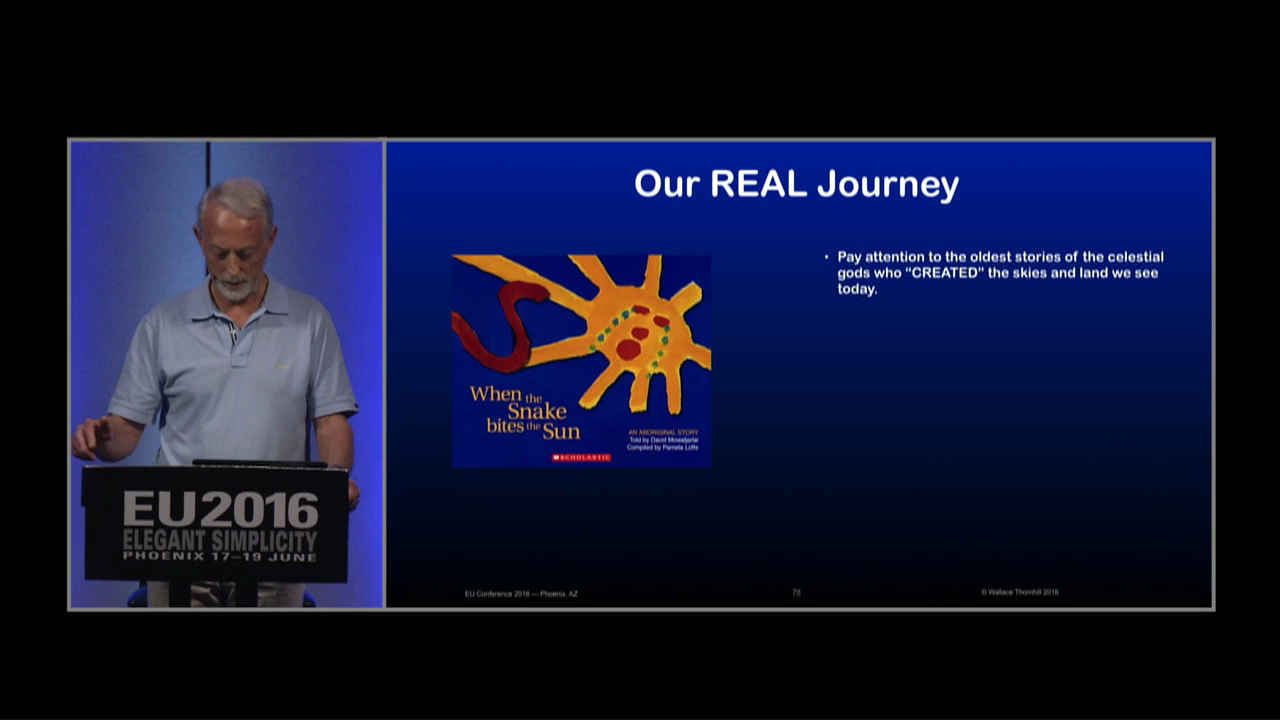 Our REAL Journey
• Pay attention to the oldest stories of the celestial
gods who “CREATED” the skies and land we see
today.
When the
Snake
bites the Sun
AN ABORIGINAL STORY
Told by David Mowaljarlai
Compiled by Pamela Lofts
SCHOLASTIC
EU2016
ELEGANT SIMPLICITY
PHOENIX 17–19 JUNE
EU Conference 2016 — Phoenix, AZ
78
© Wallace Thornhill 2016